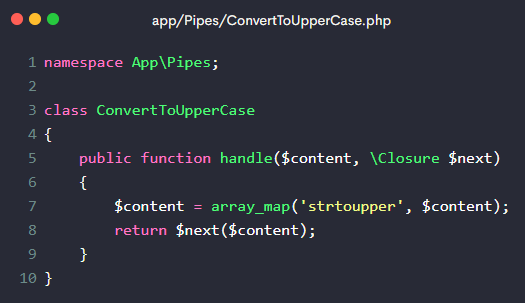 app/Pipes/ConvertToUpperCase.php
1 namespace App\Pipes;
2
3 class ConvertToUpperCase
4 {
5     public function handle($content, \Closure $next)
6     {
7         $content = array_map('strtoupper', $content);
8         return $next($content);
9     }
10 }